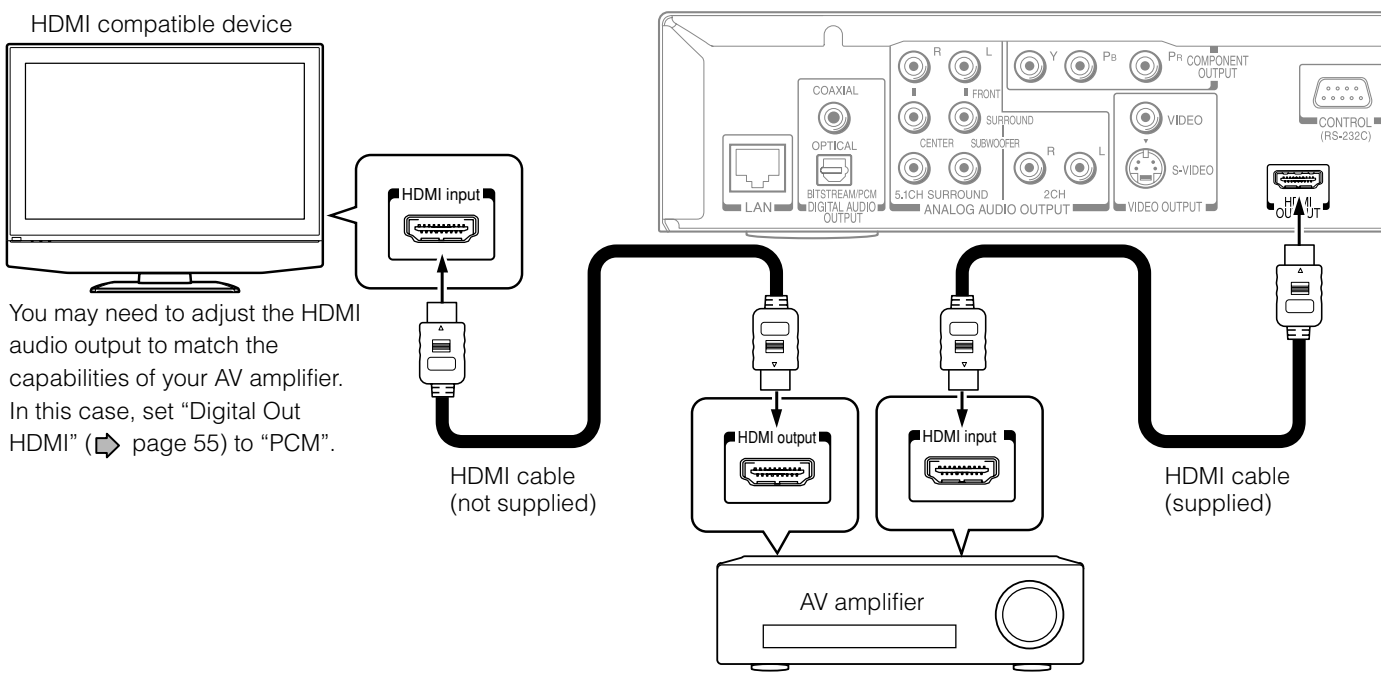 HDMI compatible device
HDMI input
You may need to adjust the HDMI
audio output to match the
capabilities of your AV amplifier.
In this case, set “Digital Out
HDMI” ( page 55) to “PCM”.
HDMI cable
(not supplied)
HDMI output
HDMI input
HDMI cable
(supplied)
AV amplifier
LAN
COAXIAL
OPTICAL
BITSTREAM/PCM
DIGITAL AUDIO
OUTPUT
R
L
FRONT
SURROUND
CENTER
SUBWOOFER
5.1CH SURROUND
R
L
2CH
ANALOG AUDIO OUTPUT
Y
PB
PR
COMPONENT
OUTPUT
VIDEO
S-VIDEO
VIDEO OUTPUT
HDMI
OUTPUT
CONTROL
(RS-232C)